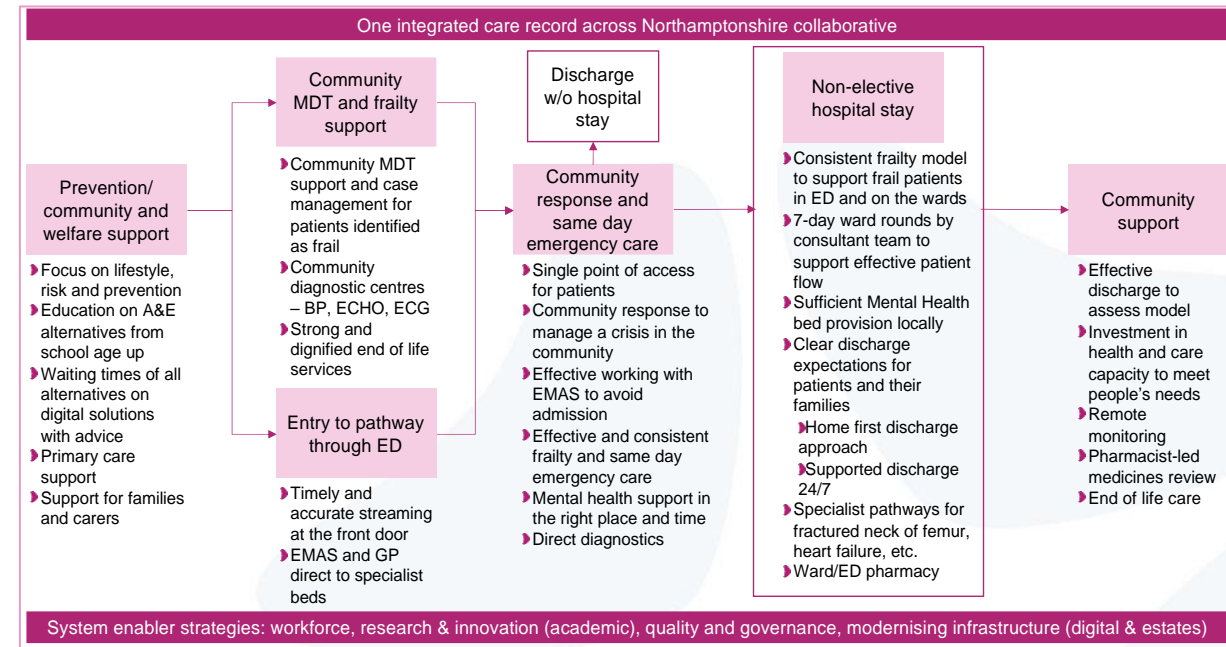 One integrated care record across Northamptonshire collaborative
Prevention/
community and
welfare support
Focus on lifestyle,
risk and prevention
Education on A&E
alternatives from
school age up
Waiting times of all
alternatives on
digital solutions
with advice
Primary care
support
Support for families
and carers
Community
MDT and frailty
support
Community MDT
support and case
management for
patients identified
as frail
Community
diagnostic centres
– BP, ECHO, ECG
Strong and
dignified end of life
services
Entry to pathway
through ED
Timely and
accurate streaming
at the front door
EMAS and GP
direct to specialist
beds
Discharge
w/o hospital
stay
Community
response and
same day
emergency care
Single point of access
for patients
Community response to
manage a crisis in the
community
Effective working with
EMAS to avoid
admission
Effective and consistent
frailty and same day
emergency care
Mental health support in
the right place and time
Direct diagnostics
Non-elective
hospital stay
Consistent frailty model
to support frail patients
in ED and on the wards
7-day ward rounds by
consultant team to
support effective patient
flow
Sufficient Mental Health
bed provision locally
Clear discharge
expectations for
patients and their
families
Home first discharge
approach
Supported discharge
24/7
Specialist pathways for
fractured neck of femur,
heart failure, etc.
Ward/ED pharmacy
Community
support
Effective
discharge to
assess model
Investment in
health and care
capacity to meet
people's needs
Remote
monitoring
Pharmacist-led
medicines review
End of life care
System enabler strategies: workforce, research & innovation (academic), quality and governance, modernising infrastructure (digital & estates)